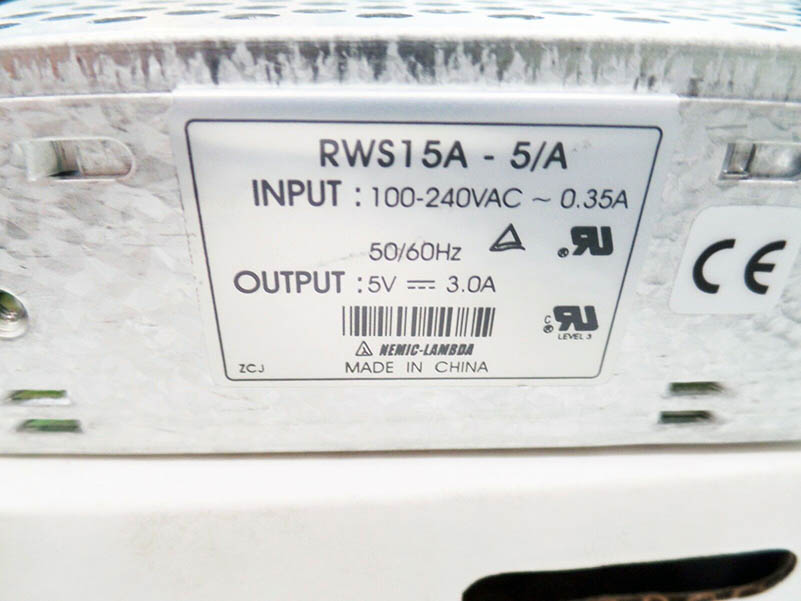 RWS15A - 5/A
INPUT : 100-240VAC ~ 0.35A
50/60Hz
OUTPUT : 5V ⎓ 3.0A
C
LEVEL 3
NEMIC-LAMBDA
ZCJ
MADE IN CHINA
CE